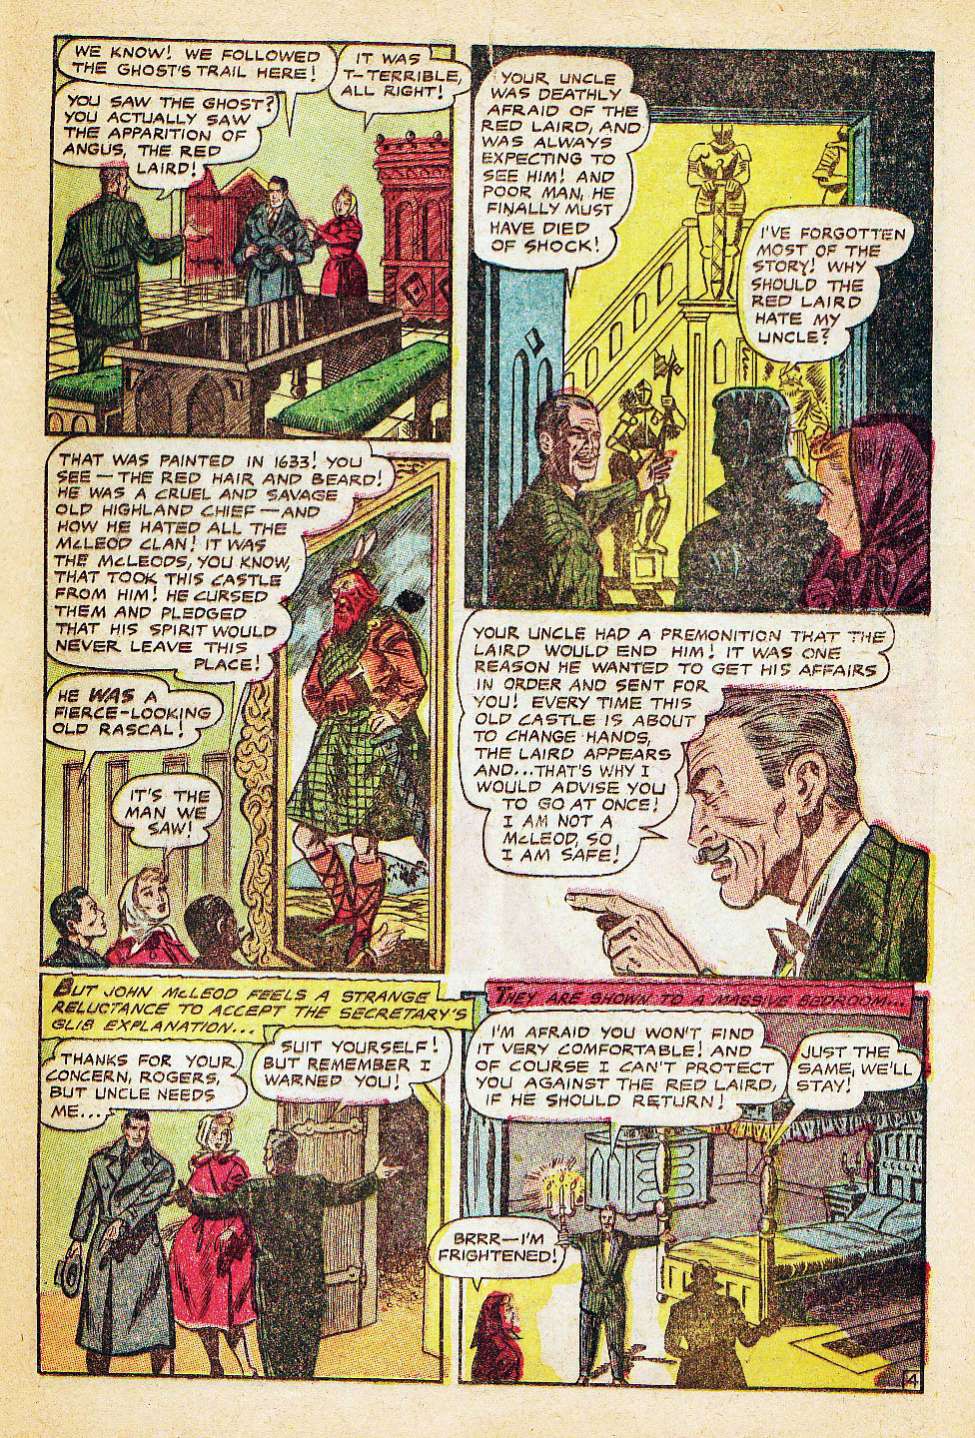 WE KNOW! WE FOLLOWED
THE GHOST'S TRAIL HERE!
IT WAS
T-TERRIBLE,
ALL RIGHT!
YOU SAW THE GHOST?
YOU ACTUALLY SAW
THE APPARITION OF
ANGUS, THE RED
LAIRD!
YOUR UNCLE
WAS DEATHLY
AFRAID OF THE
RED LAIRD, AND
WAS ALWAYS
EXPECTING TO
SEE HIM! AND
POOR MAN, HE
FINALLY MUST
HAVE DIED
OF SHOCK!
I'VE FORGOTTEN
MOST OF THE
STORY! WHY
SHOULD THE
RED LAIRD
HATE MY
UNCLE?
THAT WAS PAINTED IN 1633! YOU
SEE — THE RED HAIR AND BEARD!
HE WAS A CRUEL AND SAVAGE
OLD HIGHLAND CHIEF — AND
HOW HE HATED ALL THE
McLEOD CLAN! IT WAS
THE McLEODS, YOU KNOW,
THAT TOOK THIS CASTLE
FROM HIM! HE CURSED
THEM AND PLEDGED
THAT HIS SPIRIT WOULD
NEVER LEAVE THIS
PLACE!
HE WAS A
FIERCE-LOOKING
OLD RASCAL!
IT'S THE
MAN WE
SAW!
YOUR UNCLE HAD A PREMONITION THAT THE
LAIRD WOULD END HIM! IT WAS ONE
REASON HE WANTED TO GET HIS AFFAIRS
IN ORDER AND SENT FOR
YOU! EVERY TIME THIS
OLD CASTLE IS ABOUT
TO CHANGE HANDS,
THE LAIRD APPEARS
AND...THAT'S WHY I
WOULD ADVISE YOU
TO GO AT ONCE!
I AM NOT A
McLEOD, SO
I AM SAFE!
BUT JOHN McLEOD FEELS A STRANGE
RELUCTANCE TO ACCEPT THE SECRETARY'S
GLIB EXPLANATION...
THANKS FOR YOUR
CONCERN, ROGERS,
BUT UNCLE NEEDS
ME...
SUIT YOURSELF!
BUT REMEMBER I
WARNED YOU!
THEY ARE SHOWN TO A MASSIVE BEDROOM...
I'M AFRAID YOU WON'T FIND
IT VERY COMFORTABLE! AND
OF COURSE I CAN'T PROTECT
YOU AGAINST THE RED LAIRD,
IF HE SHOULD RETURN!
JUST THE
SAME, WE'LL
STAY!
BRRR—I'M
FRIGHTENED!
4